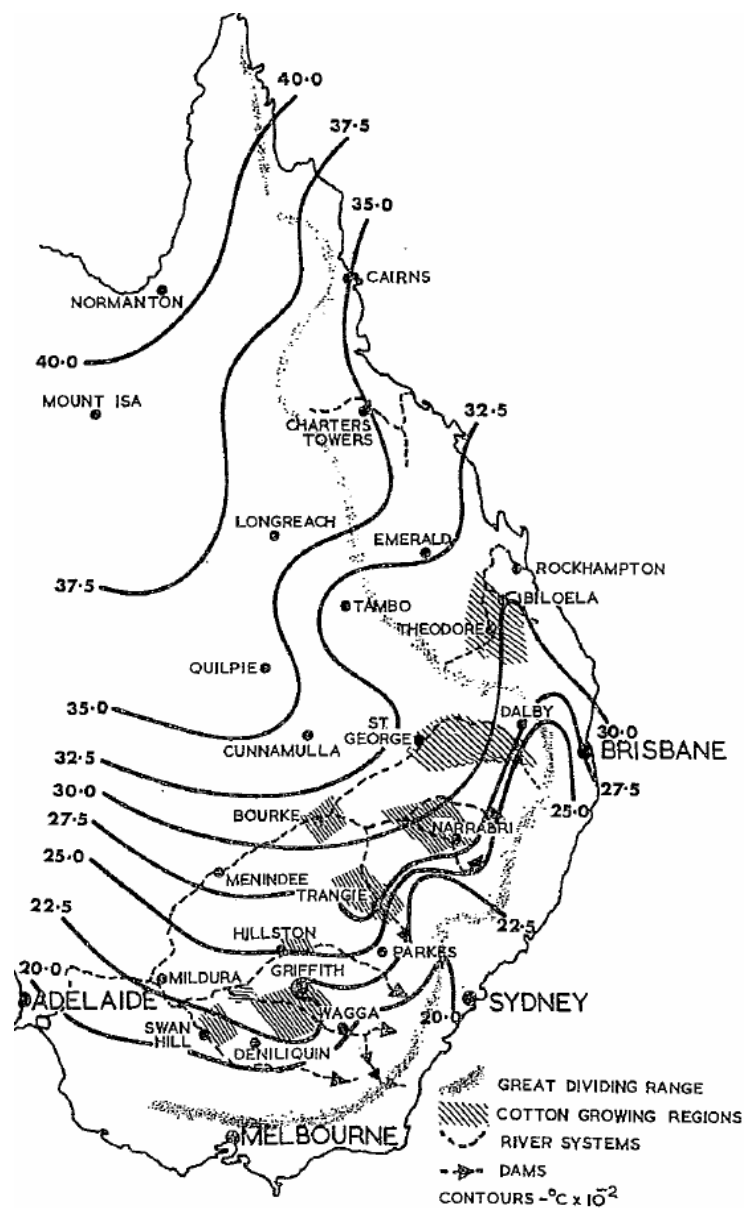 40·0
37·5
35·0
CAIRNS
NORMANTON
40·0
MOUNT ISA
CHARTERS
TOWERS
32·5
LONGREACH
EMERALD
ROCKHAMPTON
37·5
BILOELA
TAMBO
THEODORE
QUILPIE
35·0
ST.
GEORGE
DALBY
30·0
CUNNAMULLA
BRISBANE
32·5
30·0
27·5
BOURKE
25·0
27·5
NARRABRI
25·0
MENINDEE
TRANGIE
22·5
22·5
HILLSTON
PARKES
20·0
MILDURA
GRIFFITH
ADELAIDE
SYDNEY
WAGGA
20·0
SWAN
HILL
DENILIQUIN
GREAT DIVIDING RANGE
COTTON GROWING REGIONS
RIVER SYSTEMS
MELBOURNE
DAMS
CONTOURS -°C x 10⁻²